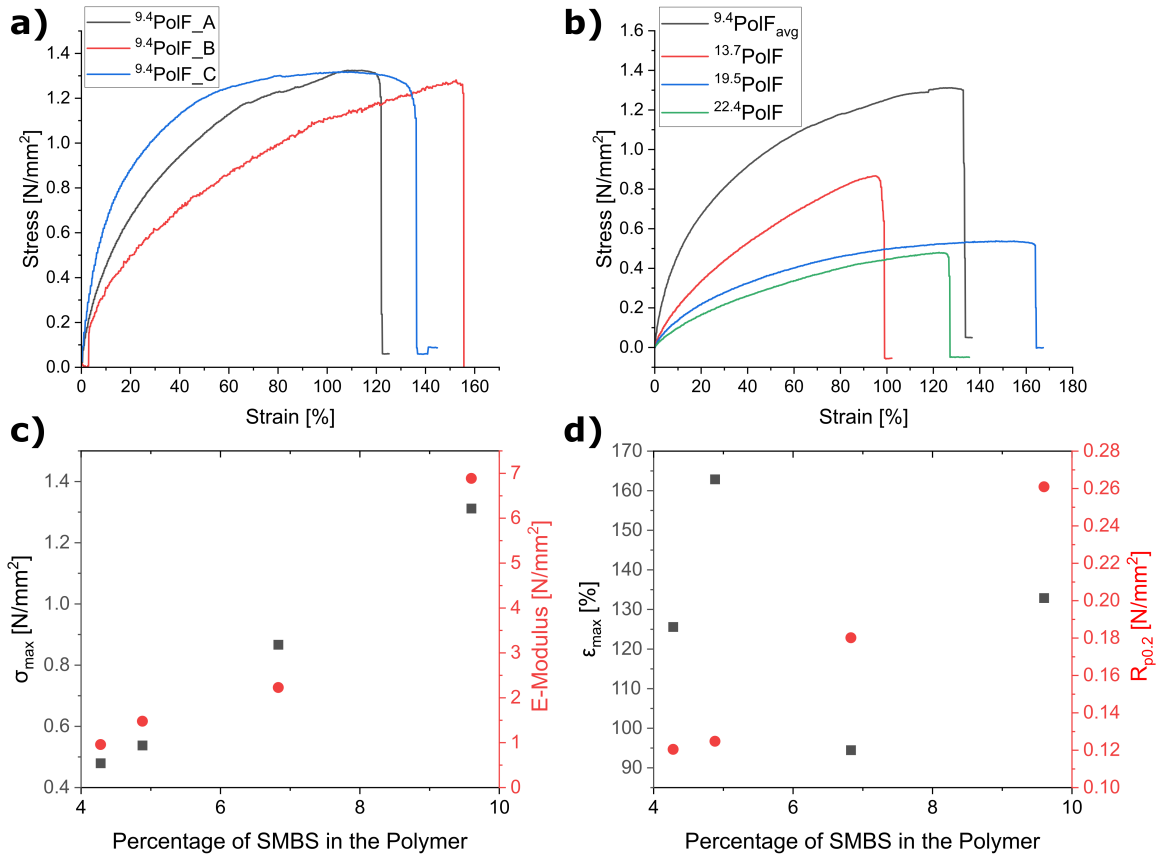 a)
⁹·⁴PolF_A
⁹·⁴PolF_B
⁹·⁴PolF_C
1.4
1.2
1.0
0.8
0.6
0.4
0.2
0.0
Stress [N/mm²]
0 20 40 60 80 100 120 140 160
Strain [%]
b)
⁹·⁴PolF_avg
¹³·⁷PolF
¹⁹·⁵PolF
²²·⁴PolF
1.6
1.4
1.2
1.0
0.8
0.6
0.4
0.2
0.0
Stress [N/mm²]
0 20 40 60 80 100 120 140 160 180
Strain [%]
c)
1.4
1.2
1.0
0.8
0.6
0.4
σmax [N/mm²]
7
6
5
4
3
2
1
0
E-Modulus [N/mm²]
4 6 8 10
Percentage of SMBS in the Polymer
d)
170
160
150
140
130
120
110
100
90
εmax [%]
0.28
0.26
0.24
0.22
0.20
0.18
0.16
0.14
0.12
0.10
Rp0.2 [N/mm²]
4 6 8 10
Percentage of SMBS in the Polymer